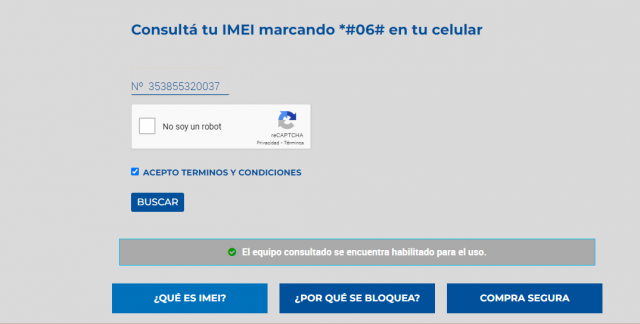 Consultá tu IMEI marcando *#06# en tu celular
Nº 353855320037
No soy un robot
reCAPTCHA
Privacidad - Términos
ACEPTO TERMINOS Y CONDICIONES
BUSCAR
El equipo consultado se encuentra habilitado para el uso.
¿QUÉ ES IMEI? ¿POR QUÉ SE BLOQUEA? COMPRA SEGURA